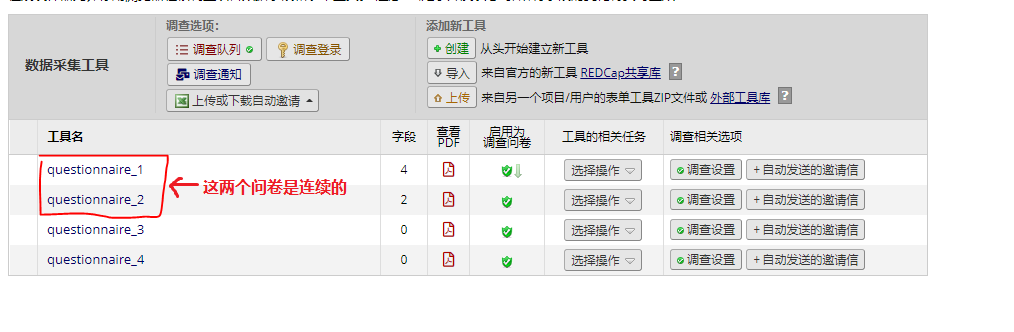 调查选项:
添加新工具
数据采集工具
调查队列
调查登录
调查通知
上传或下载自动邀请
创建 从头开始建立新工具
导入 来自官方的新工具 REDCap共享库 ?
上传 来自另一个项目/用户的表单工具ZIP文件或 外部工具库 ?
工具名 字段 查看PDF 启用为调查问卷 工具的相关任务 调查相关选项
questionnaire_1 4 选择操作 调查设置 + 自动发送的邀请信
这两个问卷是连续的
questionnaire_2 2 选择操作 调查设置 + 自动发送的邀请信
questionnaire_3 0 选择操作 调查设置 + 自动发送的邀请信
questionnaire_4 0 选择操作 调查设置 + 自动发送的邀请信